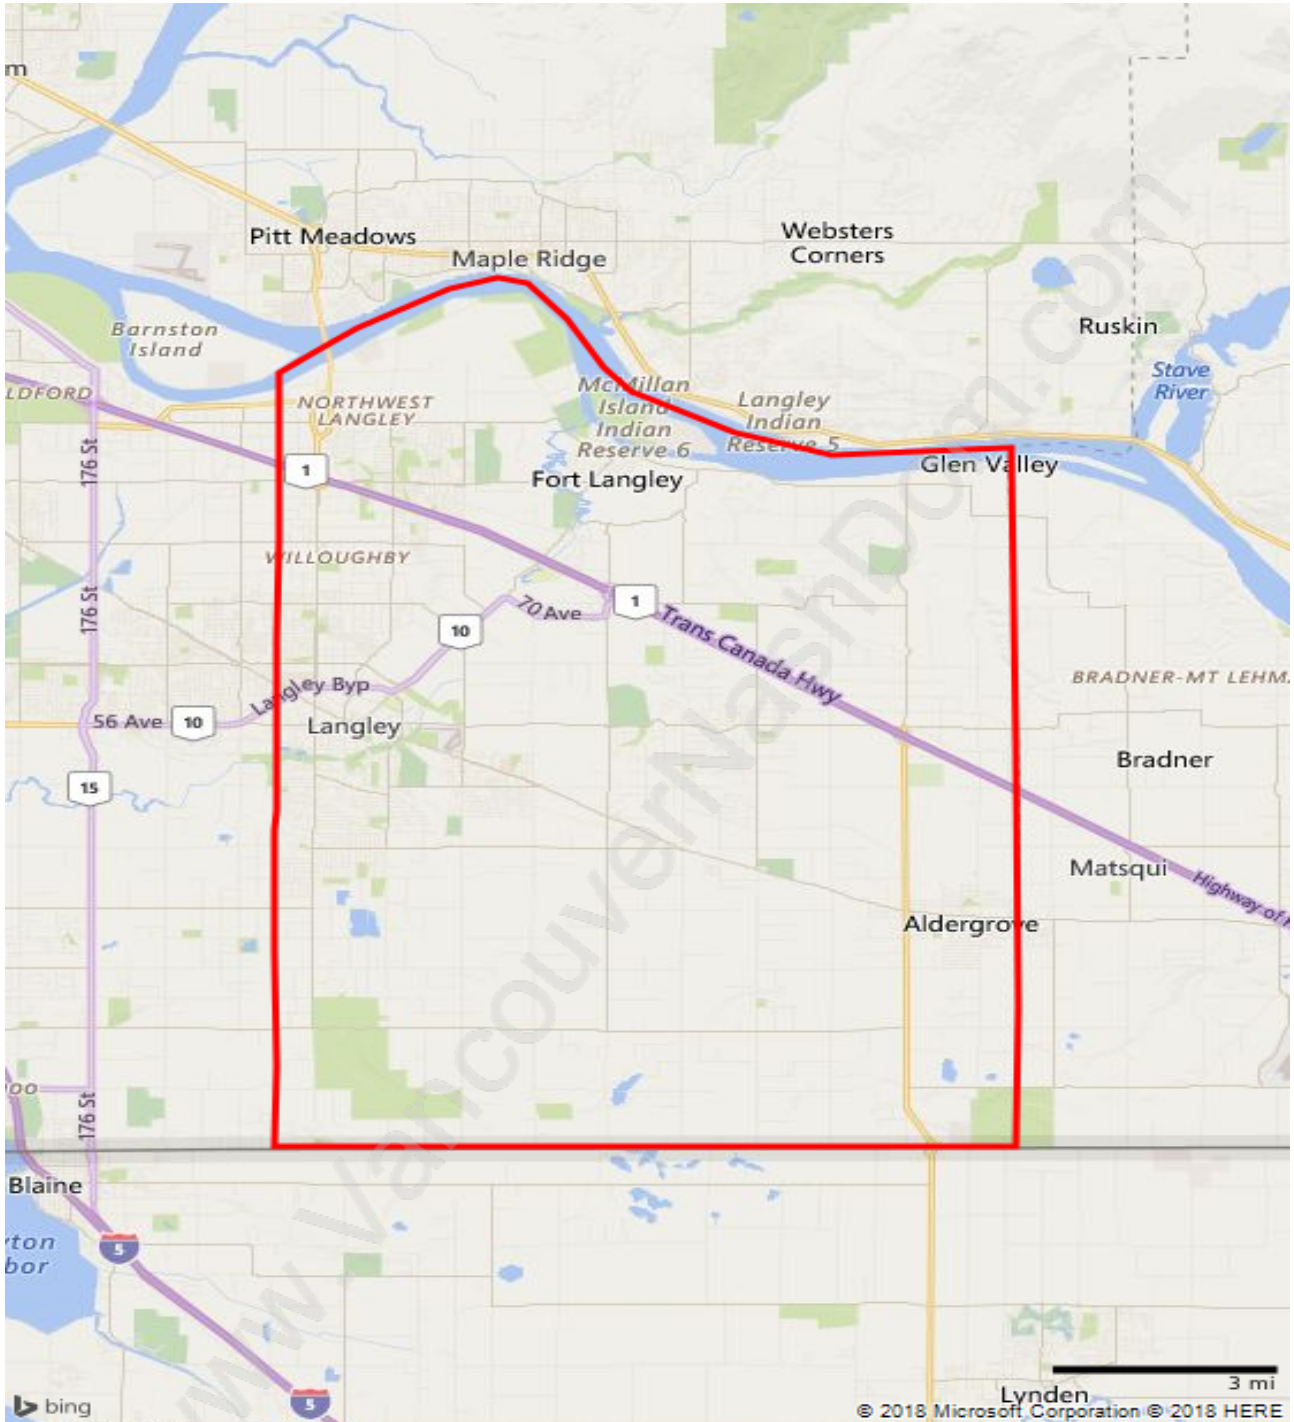 m
Pitt Meadows
Maple Ridge
Websters
Corners
Barnston
Island
Ruskin
Stave
River
LDFORD
NORTHWEST
LANGLEY
McMillan
Island
Indian
Reserve 6
Langley
Indian
Reserve 5
176 St
1
Fort Langley
Glen Valley
WILLOUGHBY
176 St
70 Ave
1
Trans Canada Hwy
10
BRADNER-MT LEHM
Langley Byp
56 Ave
10
Langley
Bradner
15
Matsqui
Highway of
Aldergrove
OO
176 St
Blaine
yton
bor
5
5
3 mi
Lynden
bing
© 2018 Microsoft Corporation © 2018 HERE
www.VancouverNashDom.com